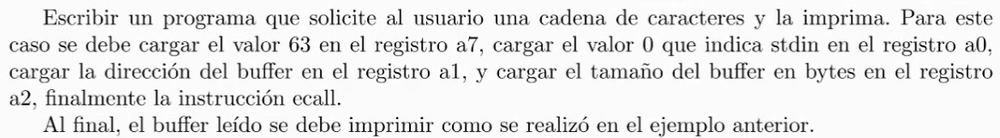 Escribir un programa que solicite al usuario una cadena de caracteres y la imprima. Para este
caso se debe cargar el valor 63 en el registro a7, cargar el valor 0 que indica stdin en el registro a0,
cargar la dirección del buffer en el registro a1, y cargar el tamaño del buffer en bytes en el registro
a2, finalmente la instrucción ecall.
Al final, el buffer leído se debe imprimir como se realizó en el ejemplo anterior.